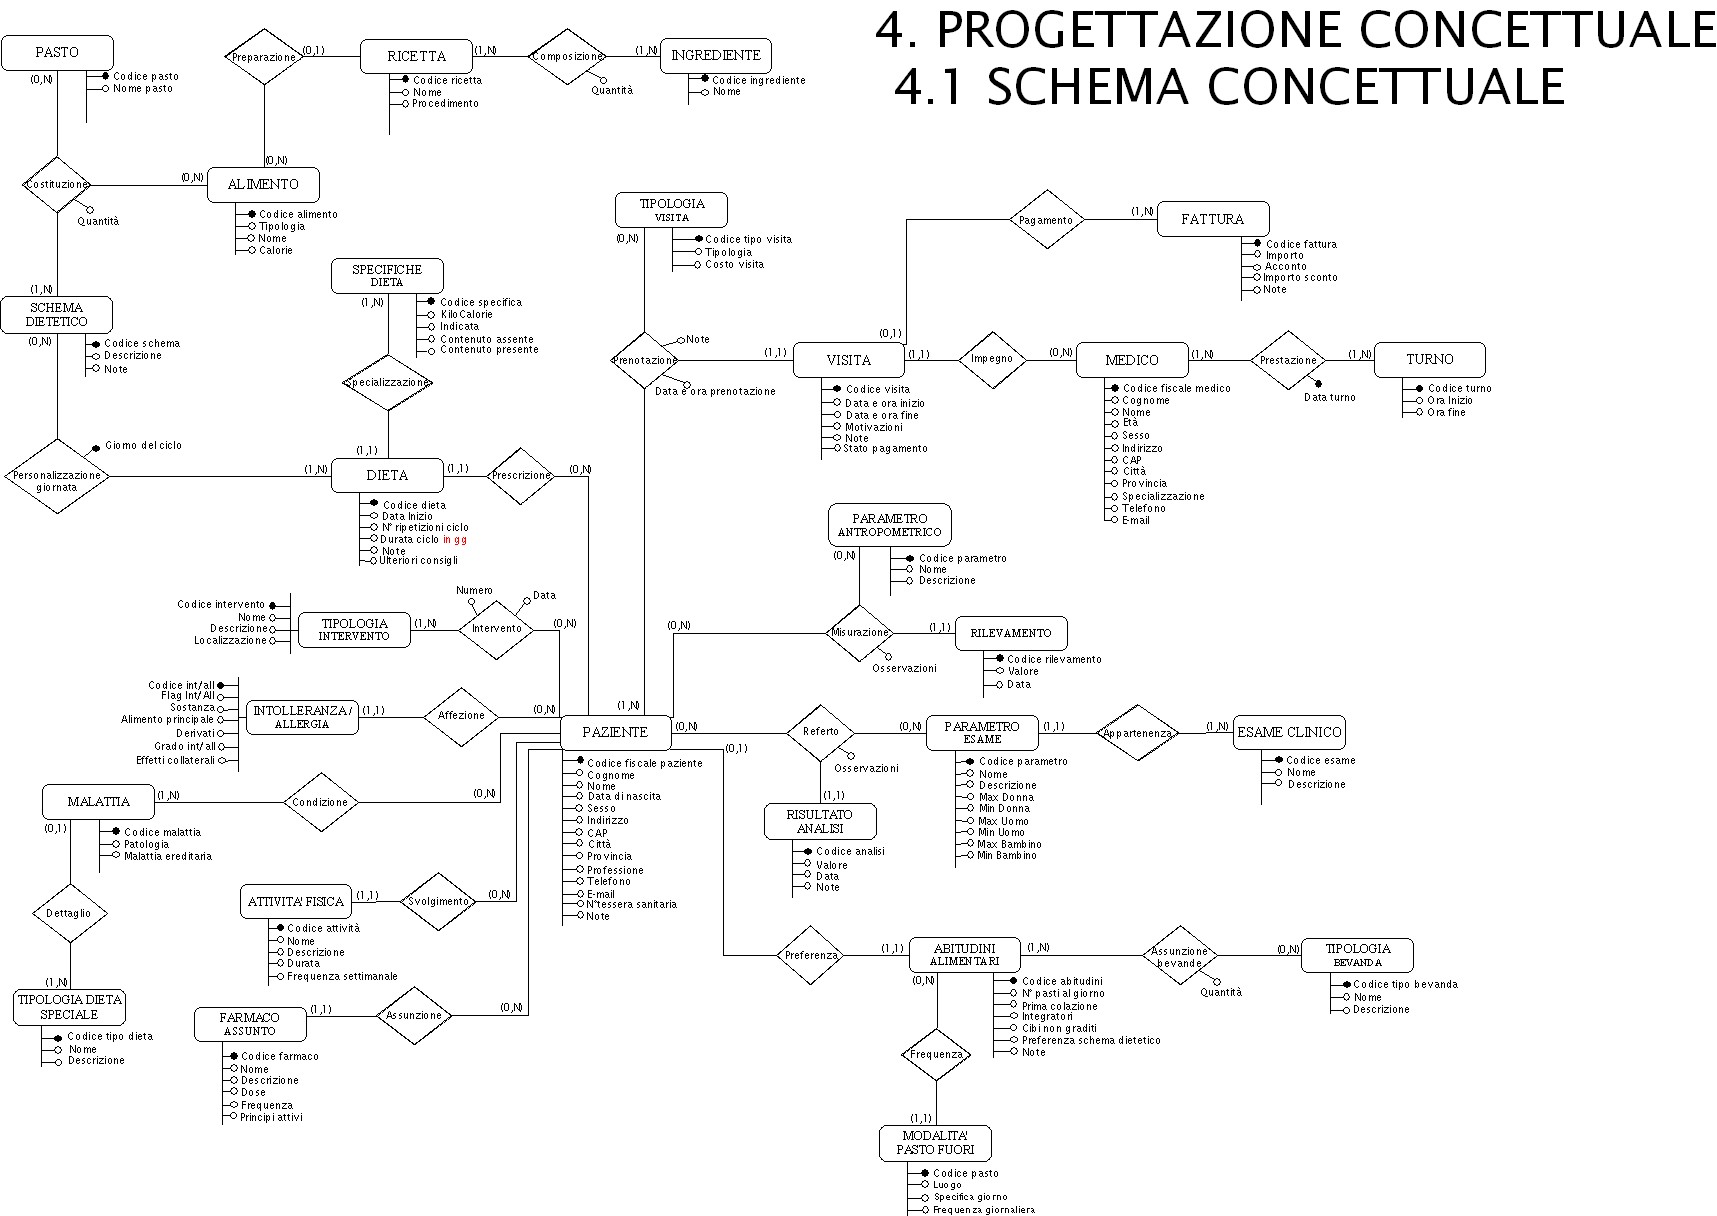 4. PROGETTAZIONE CONCETTUALE
4.1 SCHEMA CONCETTUALE
PASTO
(0,N)
Codice pasto
Nome pasto
Preparazione
(0,1)
RICETTA
(1,N)
Codice ricetta
Nome
Procedimento
Composizione
Quantità
(1,N)
INGREDIENTE
Codice ingrediente
Nome
Costituzione
Quantità
(0,N)
(0,N)
ALIMENTO
Codice alimento
Tipologia
Nome
Calorie
(1,N)
SCHEMA
DIETETICO
(0,N)
Codice schema
Descrizione
Note
SPECIFICHE
DIETA
(1,N)
Codice specifica
KiloCalorie
Indicata
Contenuto assente
Contenuto presente
Specializzazione
(1,1)
Giorno del ciclo
Personalizzazione
giornata
(1,N)
DIETA
(1,1)
Codice dieta
Data Inizio
N° ripetizioni ciclo
Durata ciclo in gg
Note
Ulteriori consigli
Prescrizione
(0,N)
TIPOLOGIA
VISITA
(0,N)
Codice tipo visita
Tipologia
Costo visita
Prenotazione
Note
Data e ora prenotazione
(1,1)
VISITA
(0,1)
(1,1)
Codice visita
Data e ora inizio
Data e ora fine
Motivazioni
Note
Stato pagamento
Pagamento
(1,N)
FATTURA
Codice fattura
Importo
Acconto
Importo sconto
Note
Impegno
(0,N)
MEDICO
(1,N)
Codice fiscale medico
Cognome
Nome
Età
Sesso
Indirizzo
CAP
Città
Provincia
Specializzazione
Telefono
E-mail
Prestazione
Data turno
(1,N)
TURNO
Codice turno
Ora Inizio
Ora fine
PARAMETRO
ANTROPOMETRICO
(0,N)
Codice parametro
Nome
Descrizione
Misurazione
Osservazioni
(0,N)
(1,1)
RILEVAMENTO
Codice rilevamento
Valore
Data
Codice intervento
Nome
Descrizione
Localizzazione
TIPOLOGIA
INTERVENTO
(1,N)
Intervento
Numero
Data
(0,N)
Codice int/all
Flag Int/All
Sostanza
Alimento principale
Derivati
Grado int/all
Effetti collaterali
INTOLLERANZA /
ALLERGIA
(1,1)
Affezione
(0,N)
(1,N)
PAZIENTE
(0,N)
(0,1)
Codice fiscale paziente
Cognome
Nome
Data di nascita
Sesso
Indirizzo
CAP
Città
Provincia
Professione
Telefono
E-mail
N°tessera sanitaria
Note
Referto
Osservazioni
(0,N)
PARAMETRO
ESAME
(1,1)
Codice parametro
Nome
Descrizione
Max Donna
Min Donna
Max Uomo
Min Uomo
Max Bambino
Min Bambino
Appartenenza
(1,N)
ESAME CLINICO
Codice esame
Nome
Descrizione
(1,1)
RISULTATO
ANALISI
Codice analisi
Valore
Data
Note
MALATTIA
(1,N)
(0,1)
Codice malattia
Patologia
Malattia ereditaria
Condizione
(0,N)
Dettaglio
(1,N)
TIPOLOGIA DIETA
SPECIALE
Codice tipo dieta
Nome
Descrizione
ATTIVITA' FISICA
(1,1)
Codice attività
Nome
Descrizione
Durata
Frequenza settimanale
Svolgimento
(0,N)
FARMACO
ASSUNTO
(1,1)
Codice farmaco
Nome
Descrizione
Dose
Frequenza
Principi attivi
Assunzione
(0,N)
Preferenza
(1,1)
ABITUDINI
ALIMENTARI
(1,N)
(0,N)
Codice abitudini
N° pasti al giorno
Prima colazione
Integratori
Cibi non graditi
Preferenza schema dietetico
Note
Assunzione
bevande
Quantità
(0,N)
TIPOLOGIA
BEVANDA
Codice tipo bevanda
Nome
Descrizione
Frequenza
(1,1)
MODALITA'
PASTO FUORI
Codice pasto
Luogo
Specifica giorno
Frequenza giornaliera